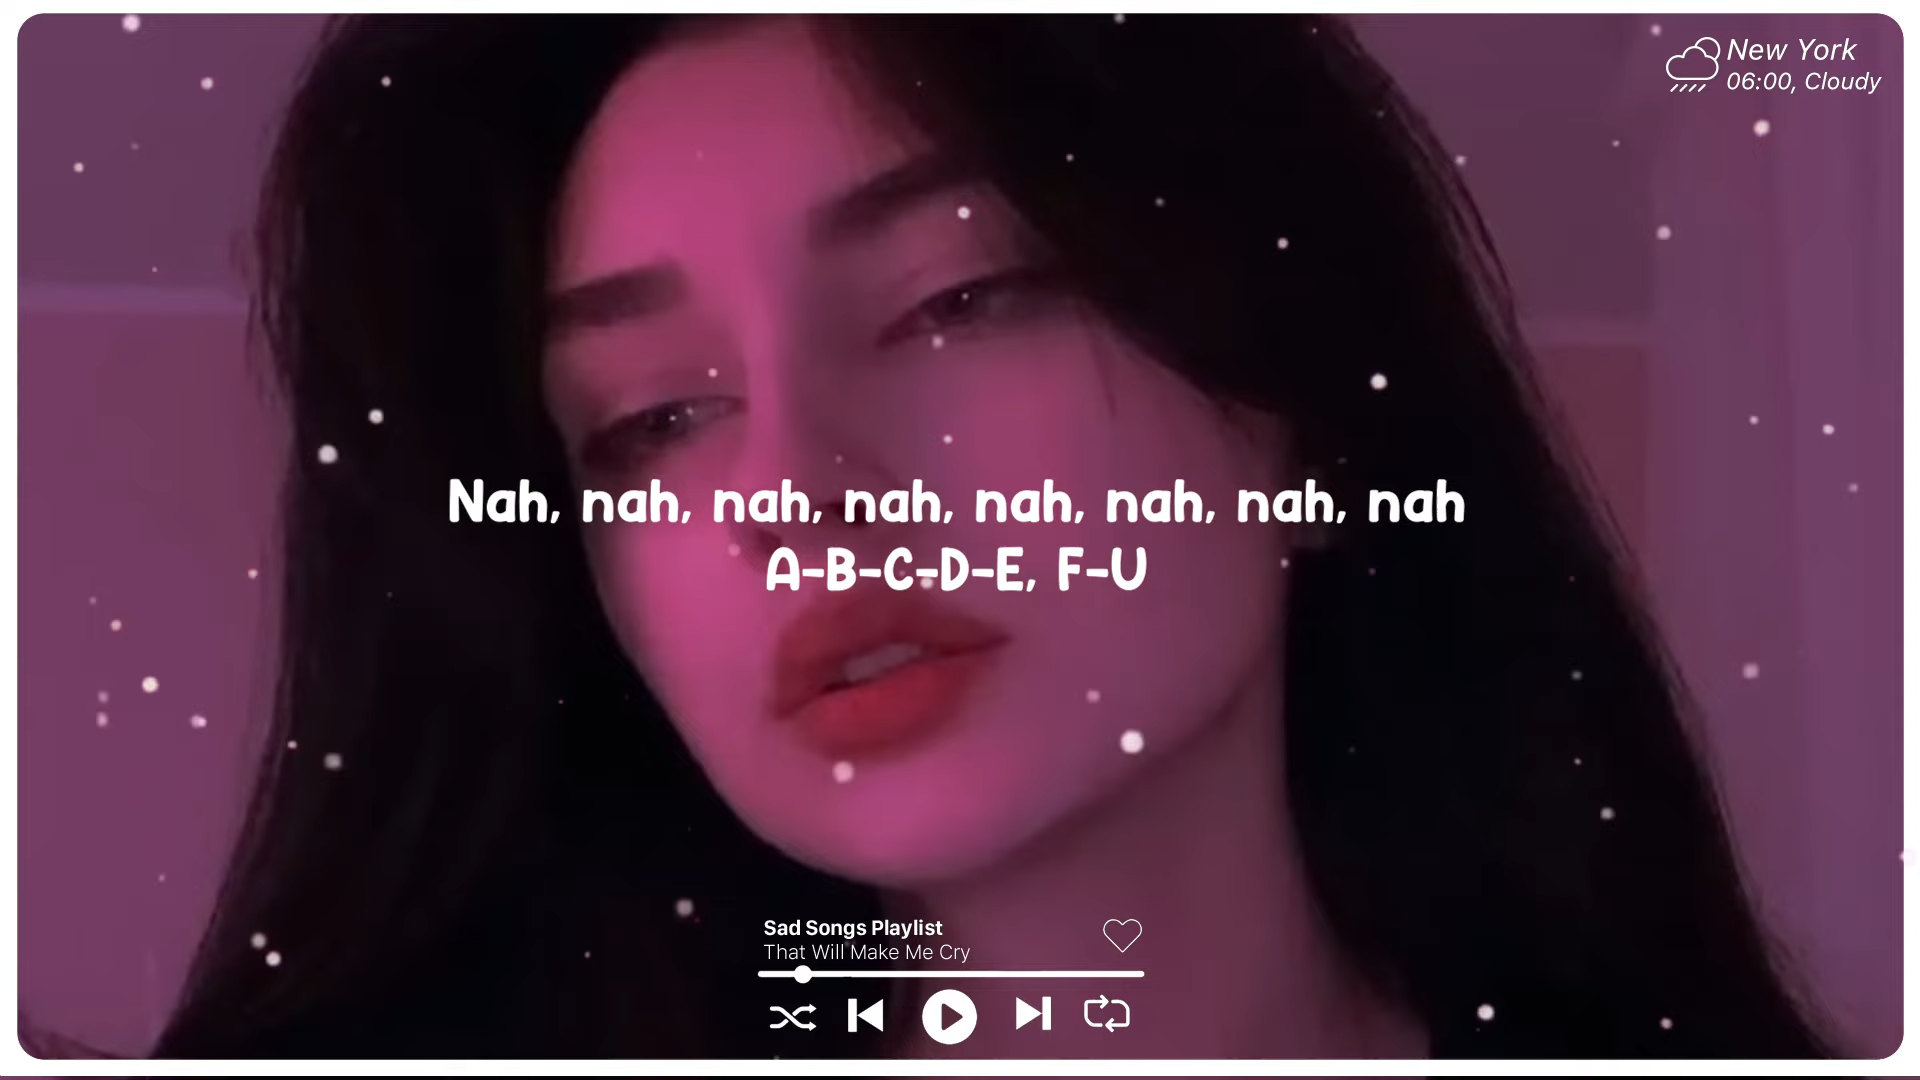 New York
06:00, Cloudy
Nah, nah, nah, nah, nah, nah, nah, nah
A-B-C-D-E, F-U
Sad Songs Playlist
That Will Make Me Cry